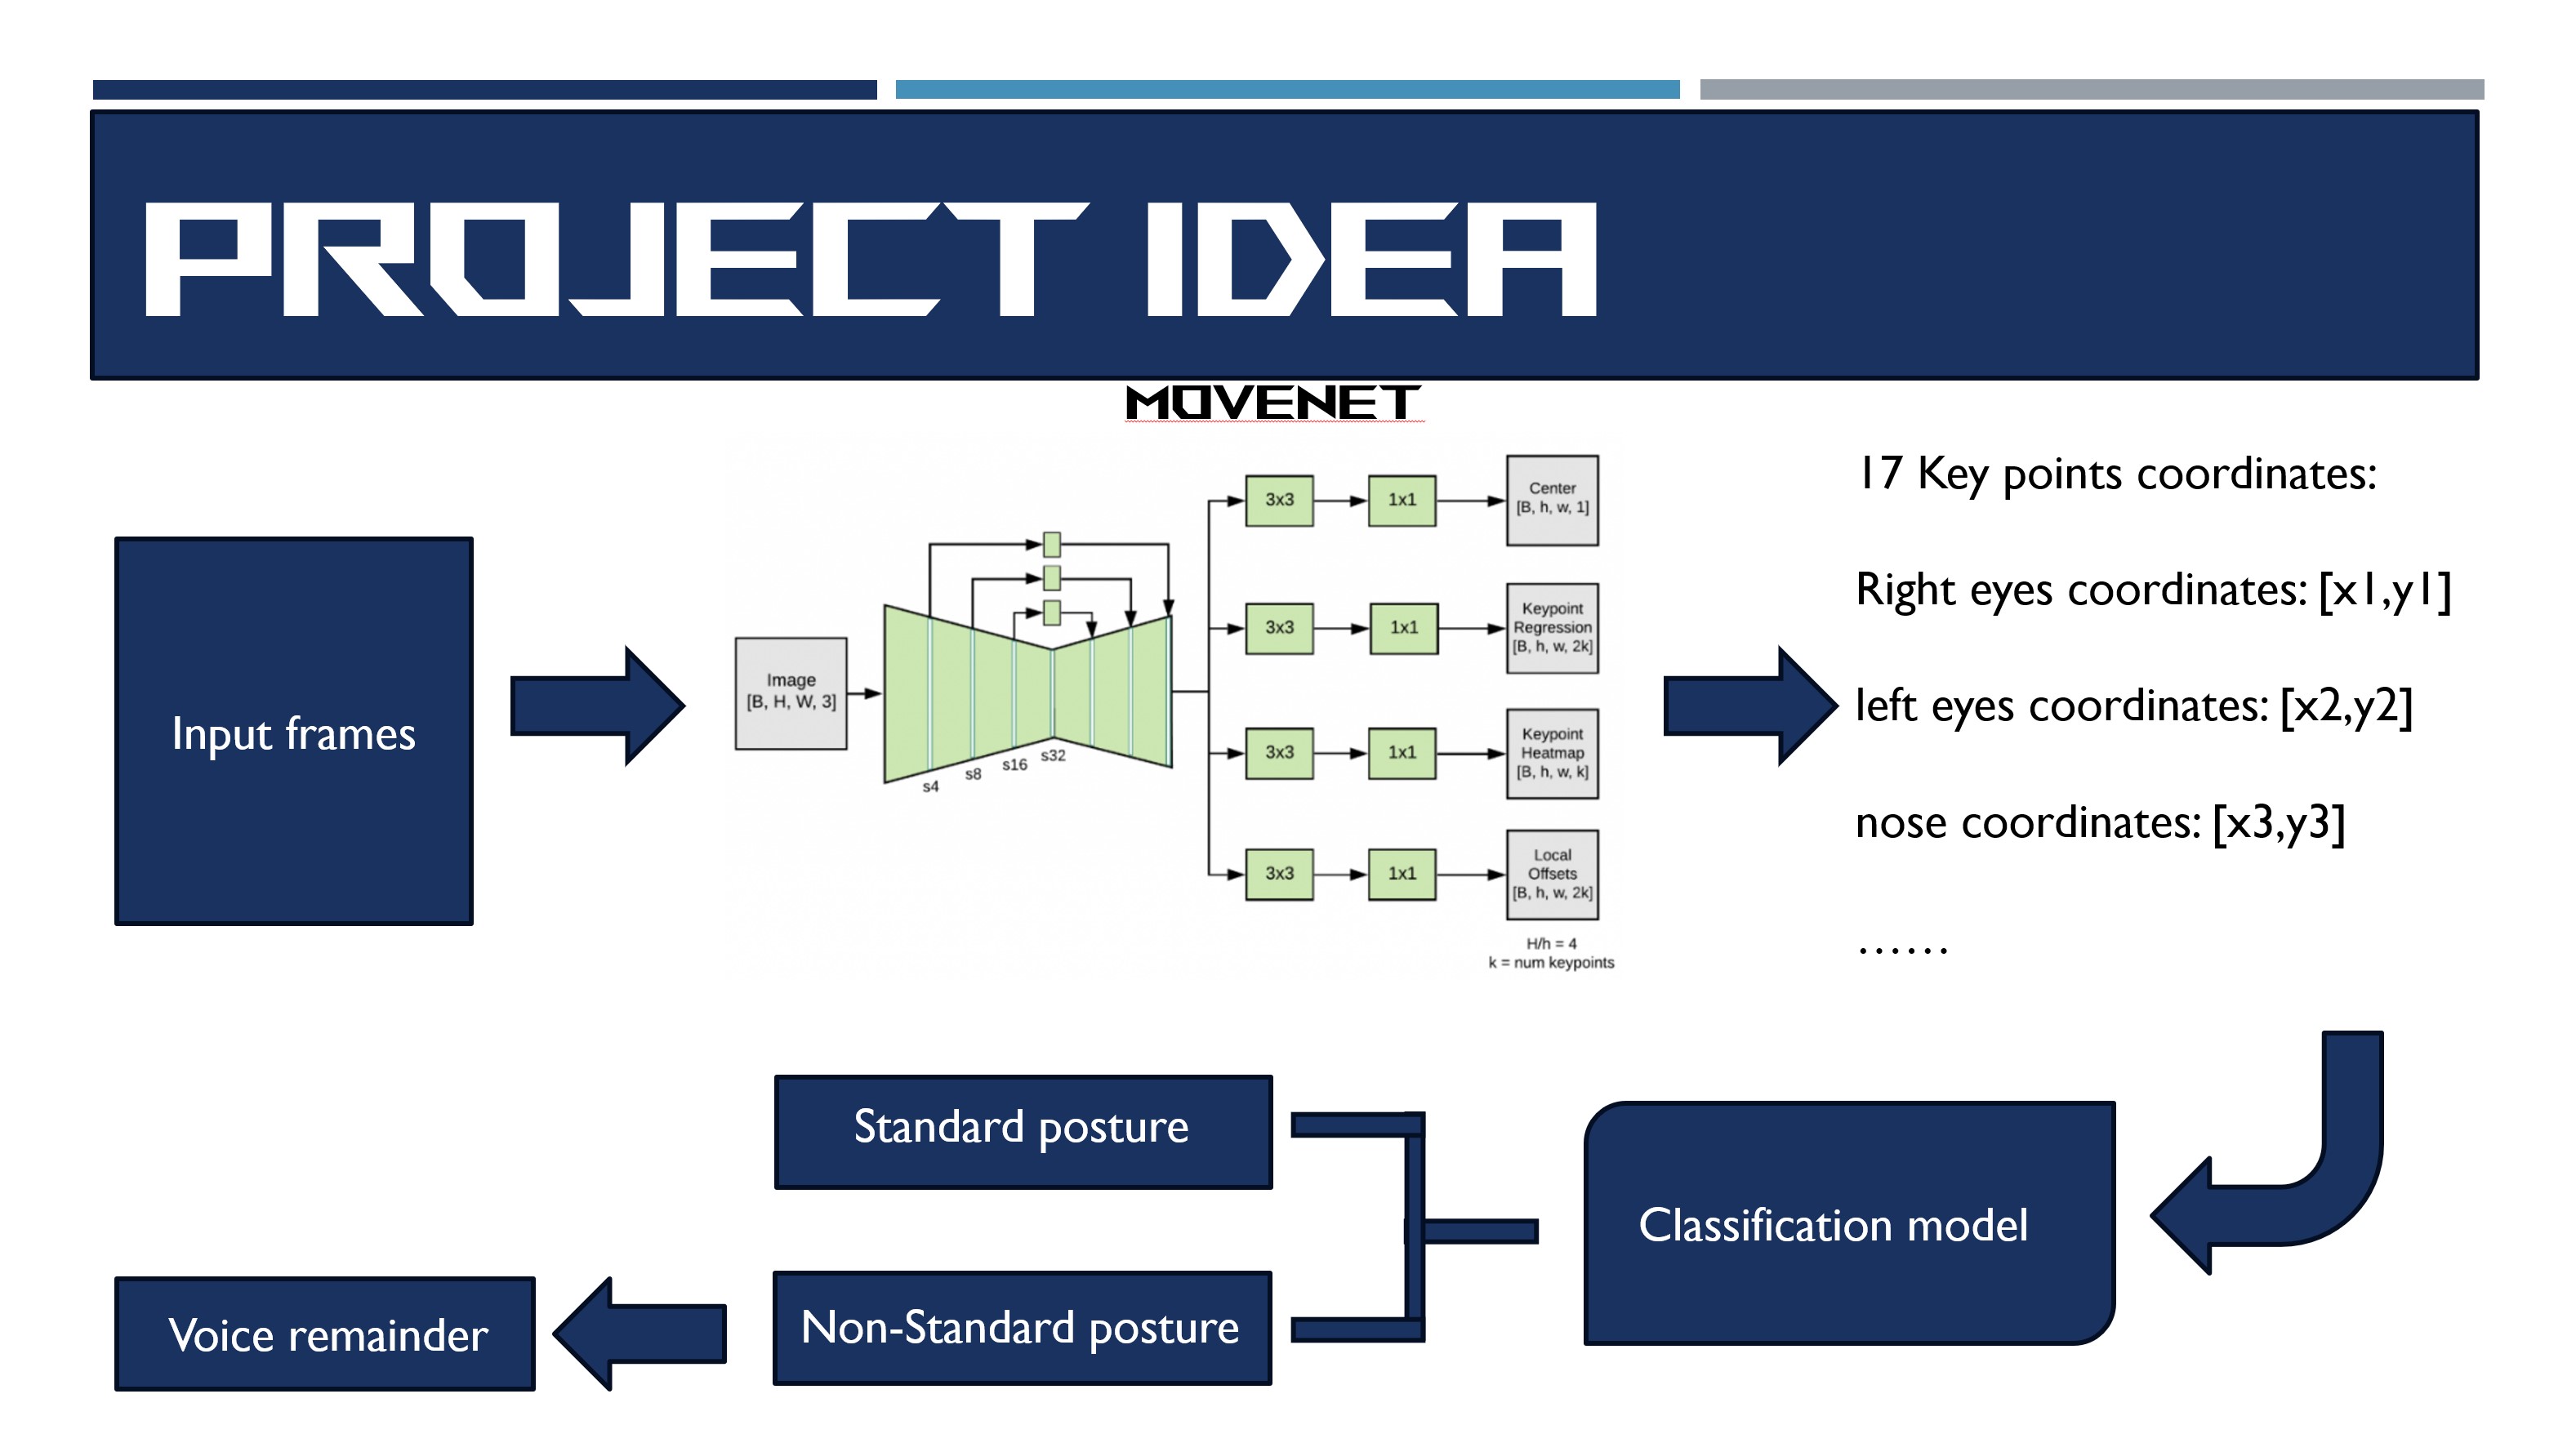 PROJECT IDEA
MOVENET
Input frames
Image
[B, H, W, 3]
s4
s8
s16
s32
3x3
1x1
Center
[B, h, w, 1]
3x3
1x1
Keypoint
Regression
[B, h, w, 2k]
3x3
1x1
Keypoint
Heatmap
[B, h, w, k]
3x3
1x1
Local
Offsets
[B, h, w, 2k]
H/h = 4
k = num keypoints
17 Key points coordinates:
Right eyes coordinates: [x1,y1]
left eyes coordinates: [x2,y2]
nose coordinates: [x3,y3]
……
Classification model
Standard posture
Non-Standard posture
Voice remainder